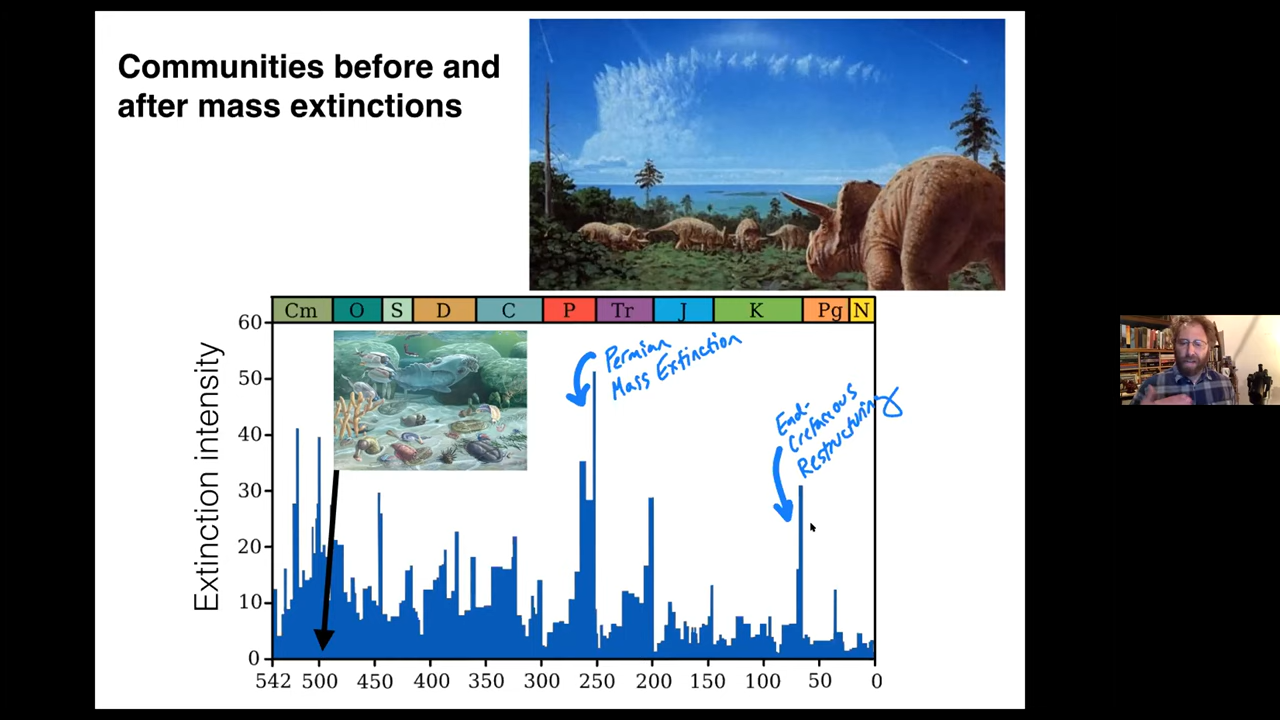 Communities before and
after mass extinctions
Cm O S D C P Tr J K Pg N
Extinction intensity
60
50
40
30
20
10
0
Permian
Mass Extinction
End-
Cretaceous
Restructuring
542 500 450 400 350 300 250 200 150 100 50 0